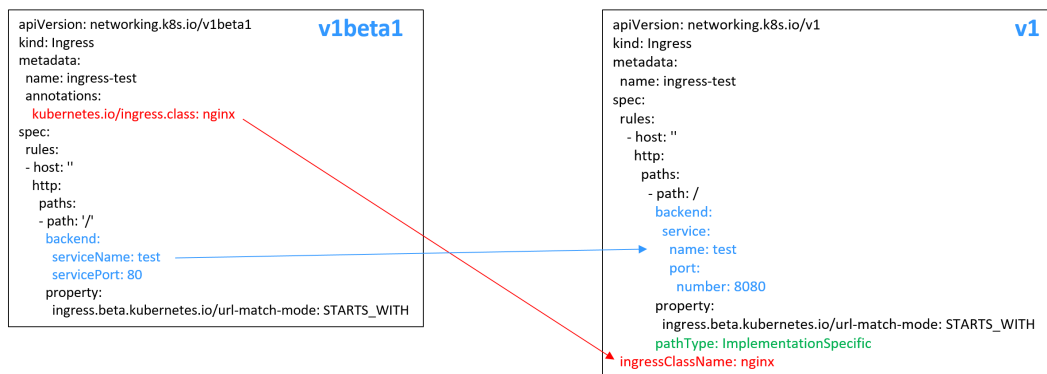 apiVersion: networking.k8s.io/v1beta1
v1beta1
kind: Ingress
metadata:
name: ingress-test
annotations:
kubernetes.io/ingress.class: nginx
spec:
rules:
- host: ''
http:
paths:
- path: '/'
backend:
serviceName: test
servicePort: 80
property:
ingress.beta.kubernetes.io/url-match-mode: STARTS_WITH
apiVersion: networking.k8s.io/v1
v1
kind: Ingress
metadata:
name: ingress-test
spec:
rules:
- host: ''
http:
paths:
- path: /
backend:
service:
name: test
port:
number: 8080
property:
ingress.beta.kubernetes.io/url-match-mode: STARTS_WITH
pathType: ImplementationSpecific
ingressClassName: nginx